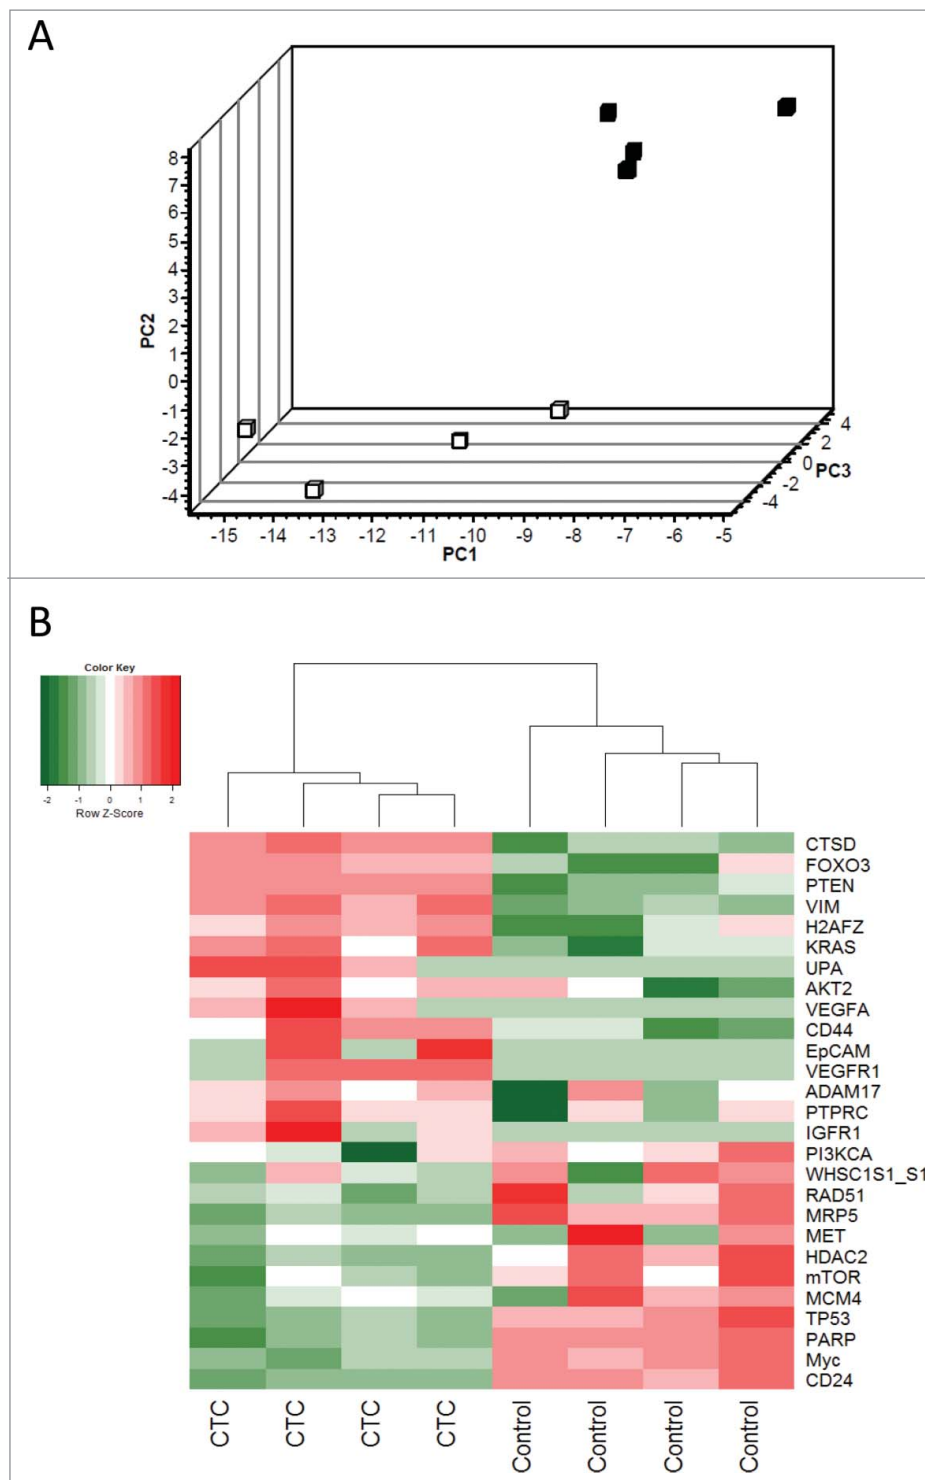 A
8
7
6
5
4
3
2
1
0
-1
-2
-3
-4
PC2
4
2
0
-2
-4
PC3
-15 -14 -13 -12 -11 -10 -9 -8 -7 -6 -5
PC1
B
Color Key
-2 -1 0 1 2
Row Z-Score
CTSD
FOXO3
PTEN
VIM
H2AFZ
KRAS
UPA
AKT2
VEGFA
CD44
EpCAM
VEGFR1
ADAM17
PTPRC
IGFR1
PI3KCA
WHSC1S1_S1
RAD51
MRP5
MET
HDAC2
mTOR
MCM4
TP53
PARP
Myc
CD24
CTC CTC CTC CTC Control Control Control Control